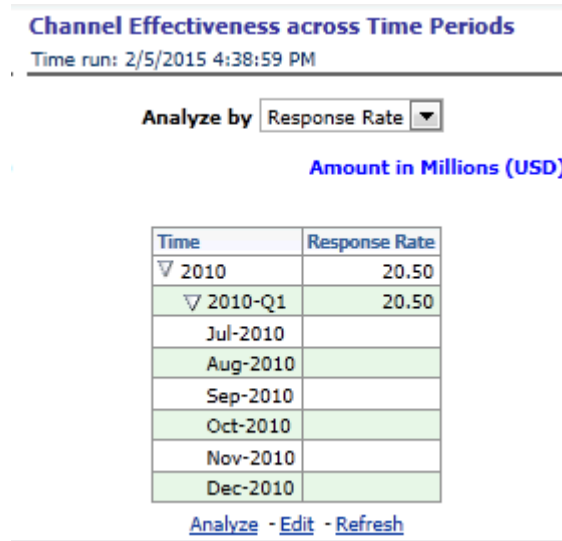 Channel Effectiveness across Time Periods
Time run: 2/5/2015 4:38:59 PM
Analyze by Response Rate
Amount in Millions (USD)
Time Response Rate
2010 20.50
2010-Q1 20.50
Jul-2010
Aug-2010
Sep-2010
Oct-2010
Nov-2010
Dec-2010
Analyze - Edit - Refresh